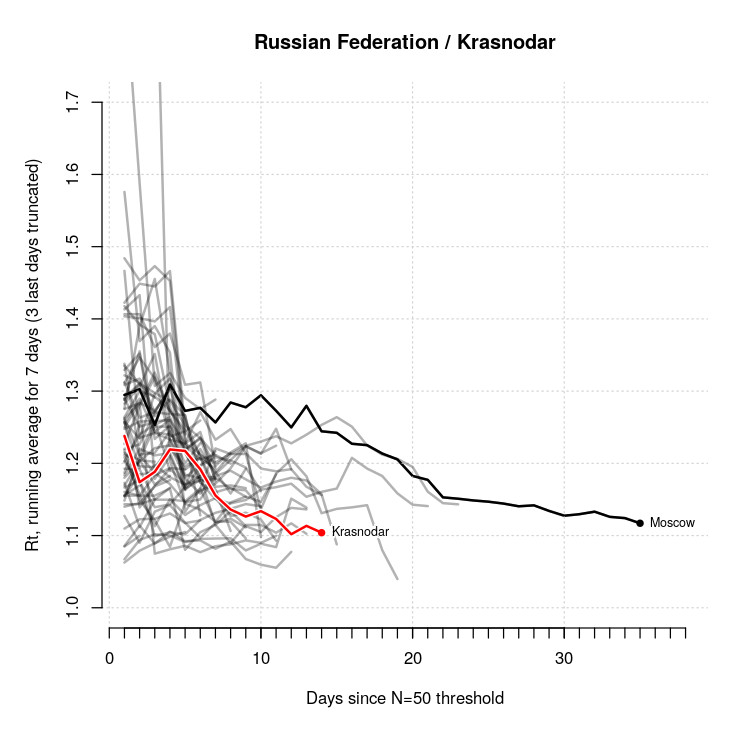 Russian Federation / Krasnodar
Rt, running average for 7 days (3 last days truncated)
1.7
1.6
1.5
1.4
1.3
1.2
1.1
1.0
Krasnodar
Moscow
0
10
20
30
Days since N=50 threshold